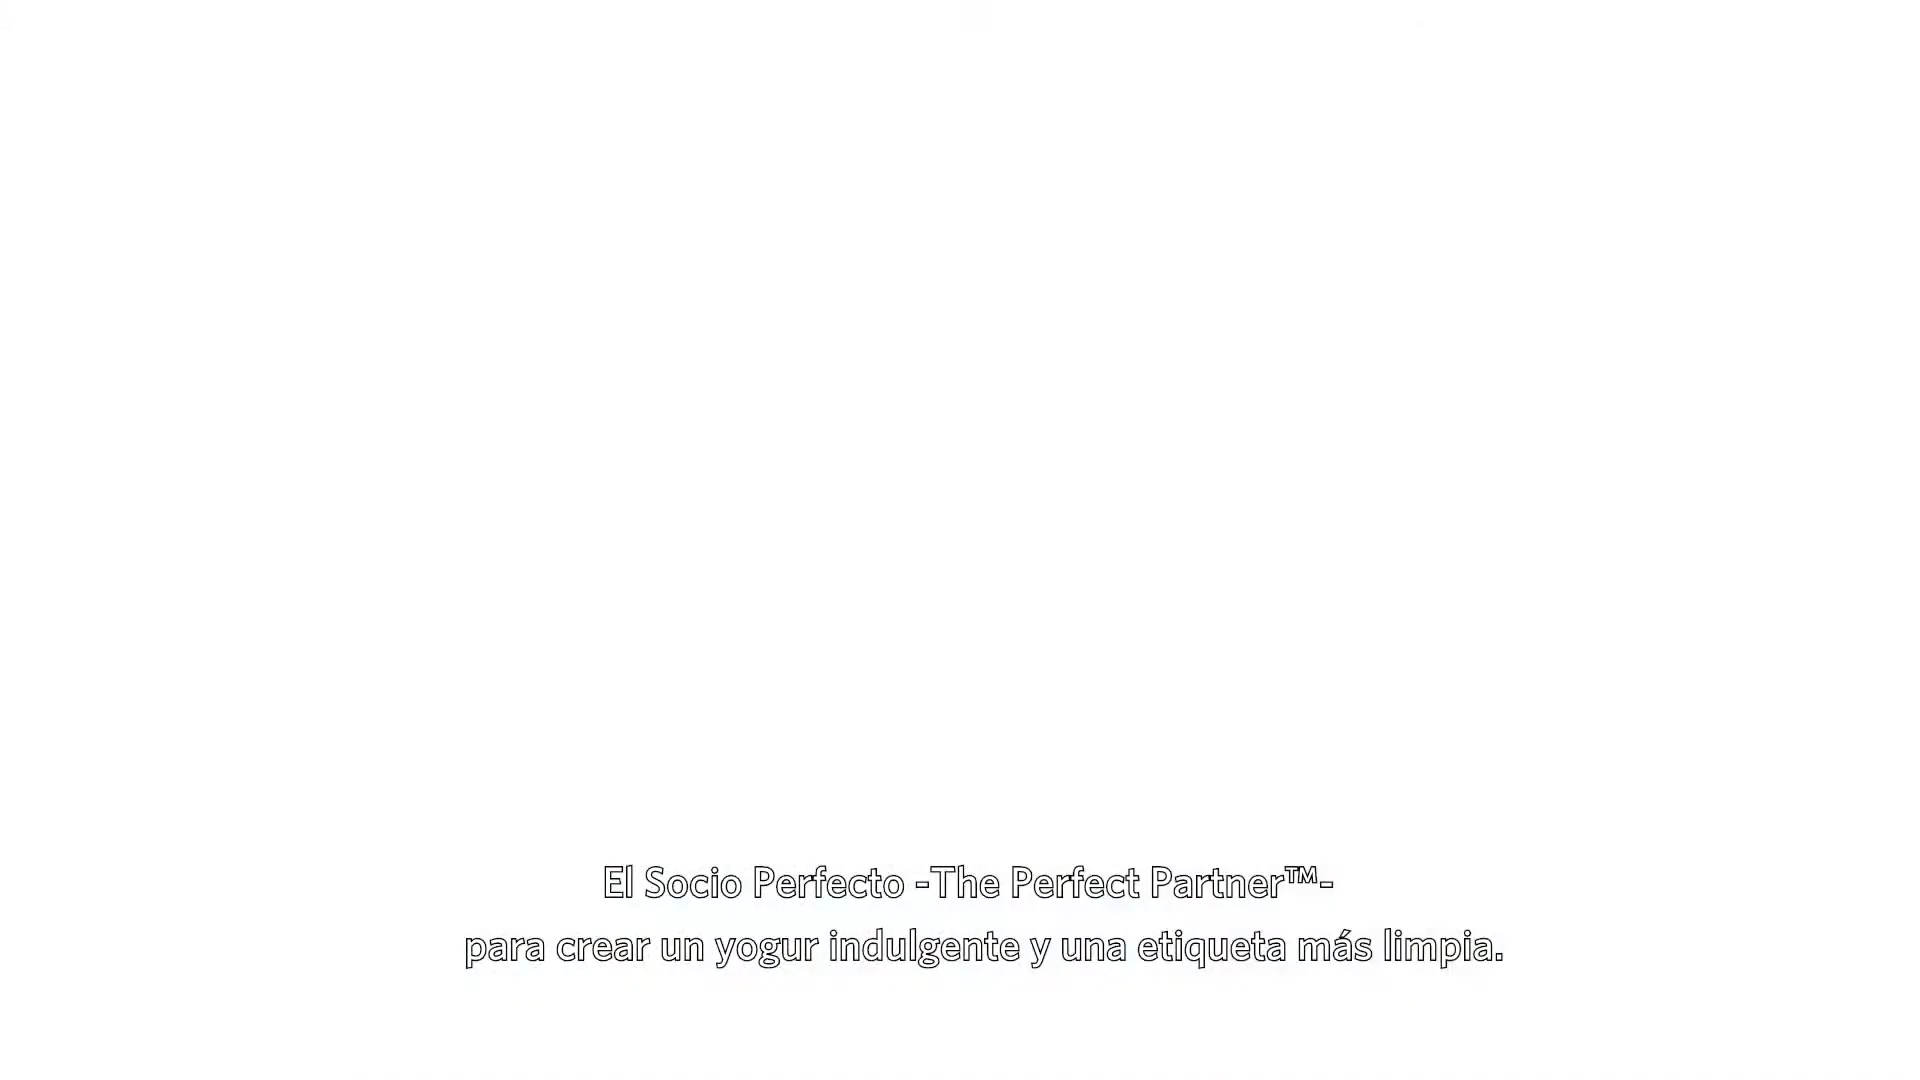 El Socio Perfecto -The Perfect Partner™-
para crear un yogur indulgente y una etiqueta más limpia.